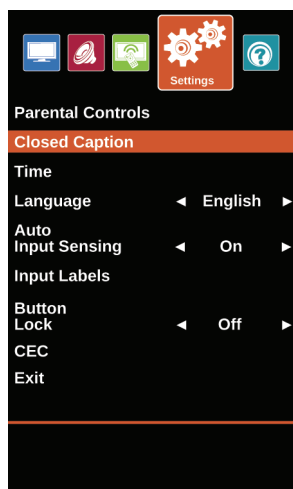 Settings
Parental Controls
Closed Caption
Time
Language ◄ English ►
Auto
Input Sensing ◄ On ►
Input Labels
Button
Lock ◄ Off ►
CEC
Exit